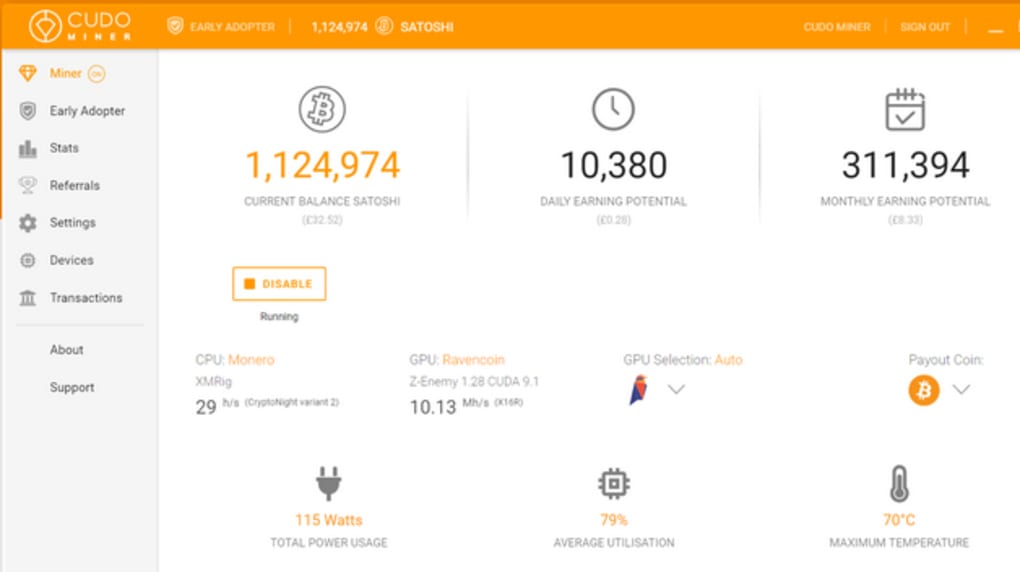 CUDO
MINER
EARLY ADOPTER
1,124,974 SATOSHI
CUDO MINER
SIGN OUT
Miner ON
Early Adopter
Stats
Referrals
Settings
Devices
Transactions
About
Support
1,124,974
CURRENT BALANCE SATOSHI
(£32.52)
10,380
DAILY EARNING POTENTIAL
(£0.28)
311,394
MONTHLY EARNING POTENTIAL
(£8.33)
DISABLE
Running
CPU: Monero
XMRig
29 h/s (CryptoNight variant 2)
GPU: Ravencoin
Z-Enemy 1.28 CUDA 9.1
10.13 Mh/s (X16R)
GPU Selection: Auto
Payout Coin:
115 Watts
TOTAL POWER USAGE
79%
AVERAGE UTILISATION
70°C
MAXIMUM TEMPERATURE